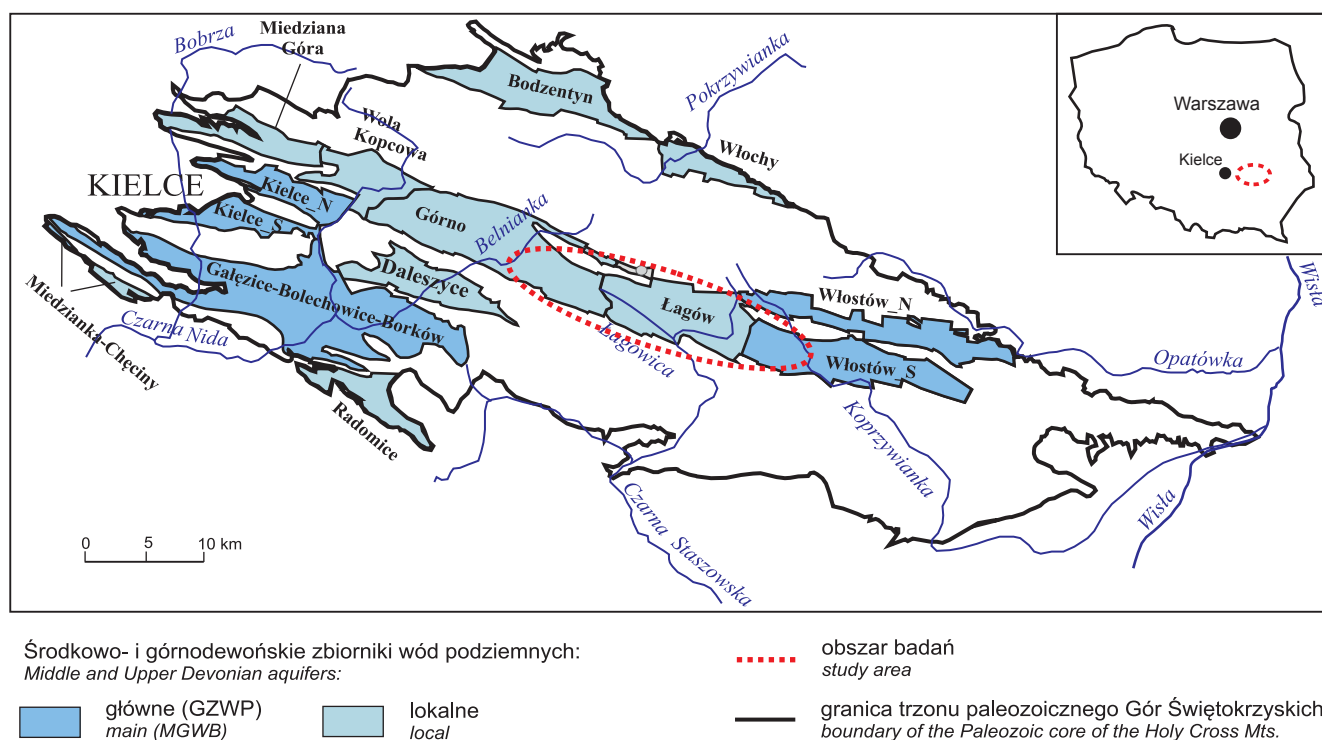 Bobrza
Miedziana
Góra
Bodzentyn
Pokrzywianka
Wola
Kopcowa
Włochy
KIELCE
Kielce_N
Kielce_S
Górno
Belnianka
Daleszyce
Gałęzice-Bolechowice-Borków
Miedzianka-Chęciny
Czarna Nida
Radomice
Łagów
Łagowica
Włostów_N
Włostów_S
Opatówka
Wisła
Koprzywianka
Czarna Staszowska
Wisła
Warszawa
Kielce
0 5 10 km
Środkowo- i górnodewońskie zbiorniki wód podziemnych:
Middle and Upper Devonian aquifers:
główne (GZWP)
main (MGWB)
lokalne
local
obszar badań
study area
granica trzonu paleozoicznego Gór Świętokrzyskich
boundary of the Paleozoic core of the Holy Cross Mts.